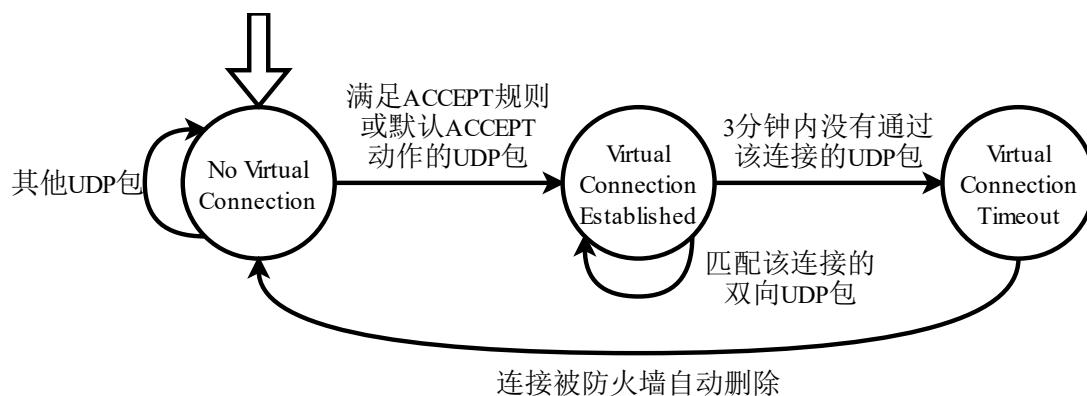 满足ACCEPT规则
或默认ACCEPT
动作的UDP包
3分钟内没有通过
该连接的UDP包
其他UDP包
No Virtual
Connection
Virtual
Connection
Established
Virtual
Connection
Timeout
匹配该连接的
双向UDP包
连接被防火墙自动删除